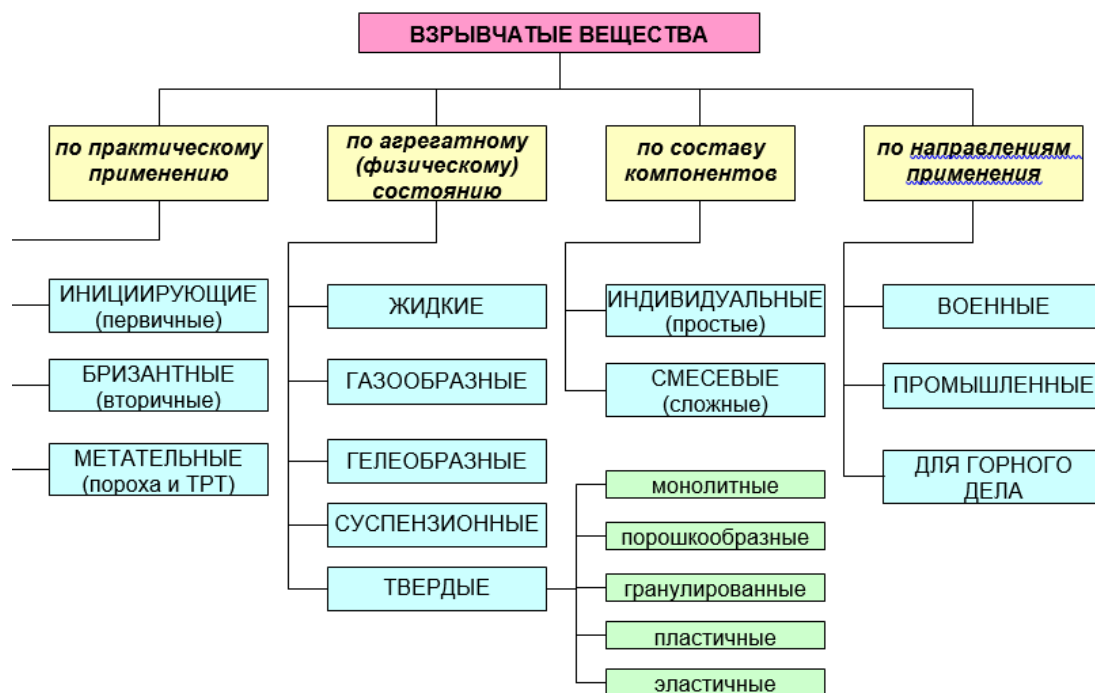 ВЗРЫВЧАТЫЕ ВЕЩЕСТВА
по практическому
применению
по агрегатному
(физическому)
состоянию
по составу
компонентов
по направлениям
применения
ИНИЦИИРУЮЩИЕ
(первичные)
БРИЗАНТНЫЕ
(вторичные)
МЕТАТЕЛЬНЫЕ
(пороха и ТРТ)
ЖИДКИЕ
ГАЗООБРАЗНЫЕ
ГЕЛЕОБРАЗНЫЕ
СУСПЕНЗИОННЫЕ
ТВЕРДЫЕ
ИНДИВИДУАЛЬНЫЕ
(простые)
СМЕСЕВЫЕ
(сложные)
монолитные
порошкообразные
гранулированные
пластичные
эластичные
ВОЕННЫЕ
ПРОМЫШЛЕННЫЕ
ДЛЯ ГОРНОГО
ДЕЛА